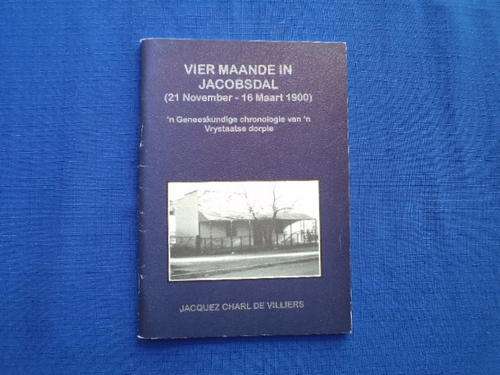 VIER MAANDE IN
JACOBSDAL
(21 November - 16 Maart 1900)
'n Geneeskundige chronologie van 'n
Vrystaatse dorpie
JACQUEZ CHARL DE VILLIERS